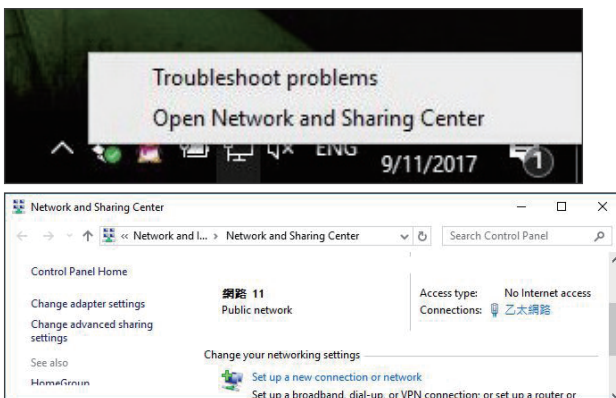 Troubleshoot problems
Open Network and Sharing Center
ENG
9/11/2017
1
Network and Sharing Center
« Network and I... › Network and Sharing Center
Search Control Panel
Control Panel Home
Change adapter settings
Change advanced sharing
settings
See also
HomeGroup
網路 11
Public network
Access type: No Internet access
Connections: 乙太網路
Change your networking settings
Set up a new connection or network
Set up a broadband, dial-up, or VPN connection; or set up a router or